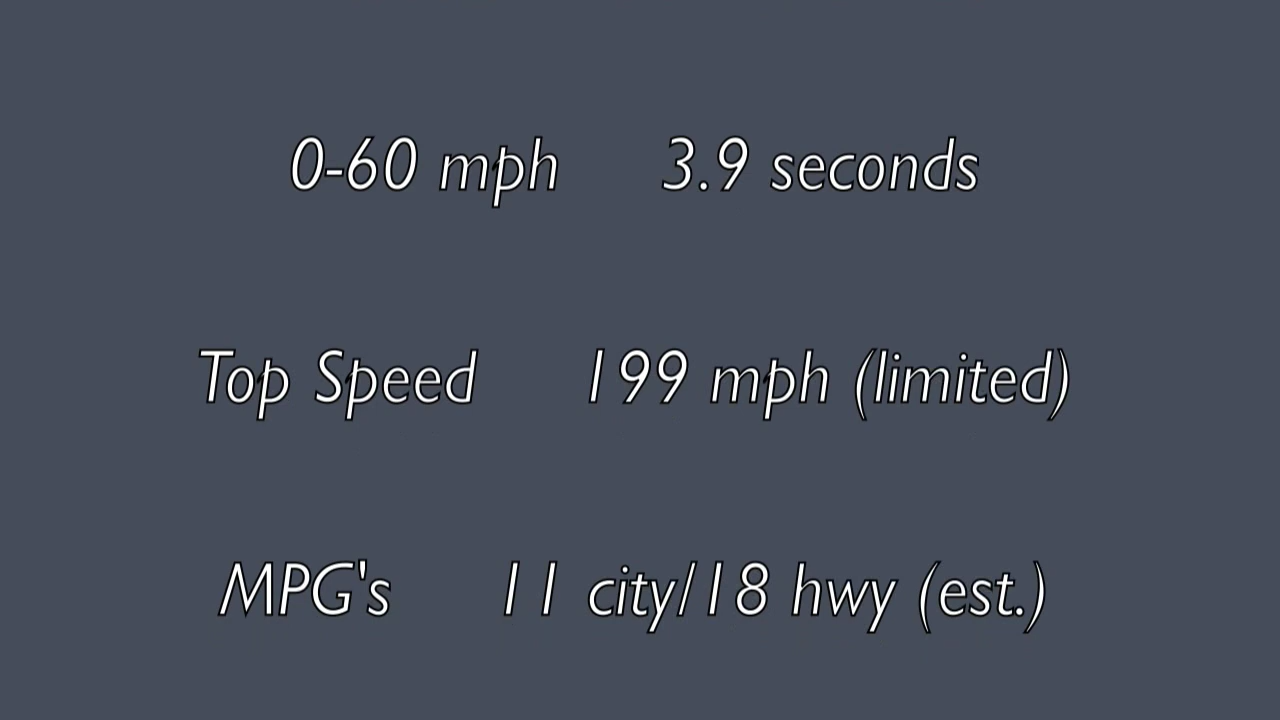 0-60 mph 3.9 seconds
Top Speed 199 mph (limited)
MPG's 11 city/18 hwy (est.)